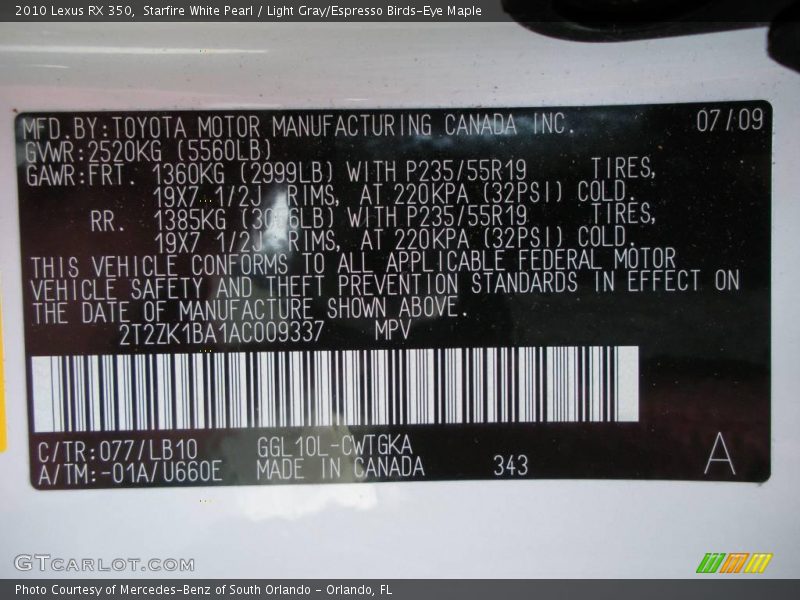 2010 Lexus RX 350, Starfire White Pearl / Light Gray/Espresso Birds-Eye Maple
MFD.BY:TOYOTA MOTOR MANUFACTURING CANADA INC. 07/09
GVWR:2520KG (5560LB)
GAWR:FRT. 1360KG (2999LB) WITH P235/55R19 TIRES,
19X7 1/2J RIMS, AT 220KPA (32PSI) COLD.
RR. 1385KG WITH P235/55R19 TIRES,
19X7 1/2J RIMS, AT 220KPA (32PSI) COLD.
THIS VEHICLE CONFORMS TO ALL APPLICABLE FEDERAL MOTOR
VEHICLE SAFETY AND THEFT PREVENTION STANDARDS IN EFFECT ON
THE DATE OF MANUFACTURE SHOWN ABOVE.
2T2ZK1BA1AC009337 MPV
C/TR:077/LB10 GGL10L-CWTGKA
A/TM:-01A/U660E MADE IN CANADA 343 A
GTCARLOT.COM
Photo Courtesy of Mercedes-Benz of South Orlando - Orlando, FL